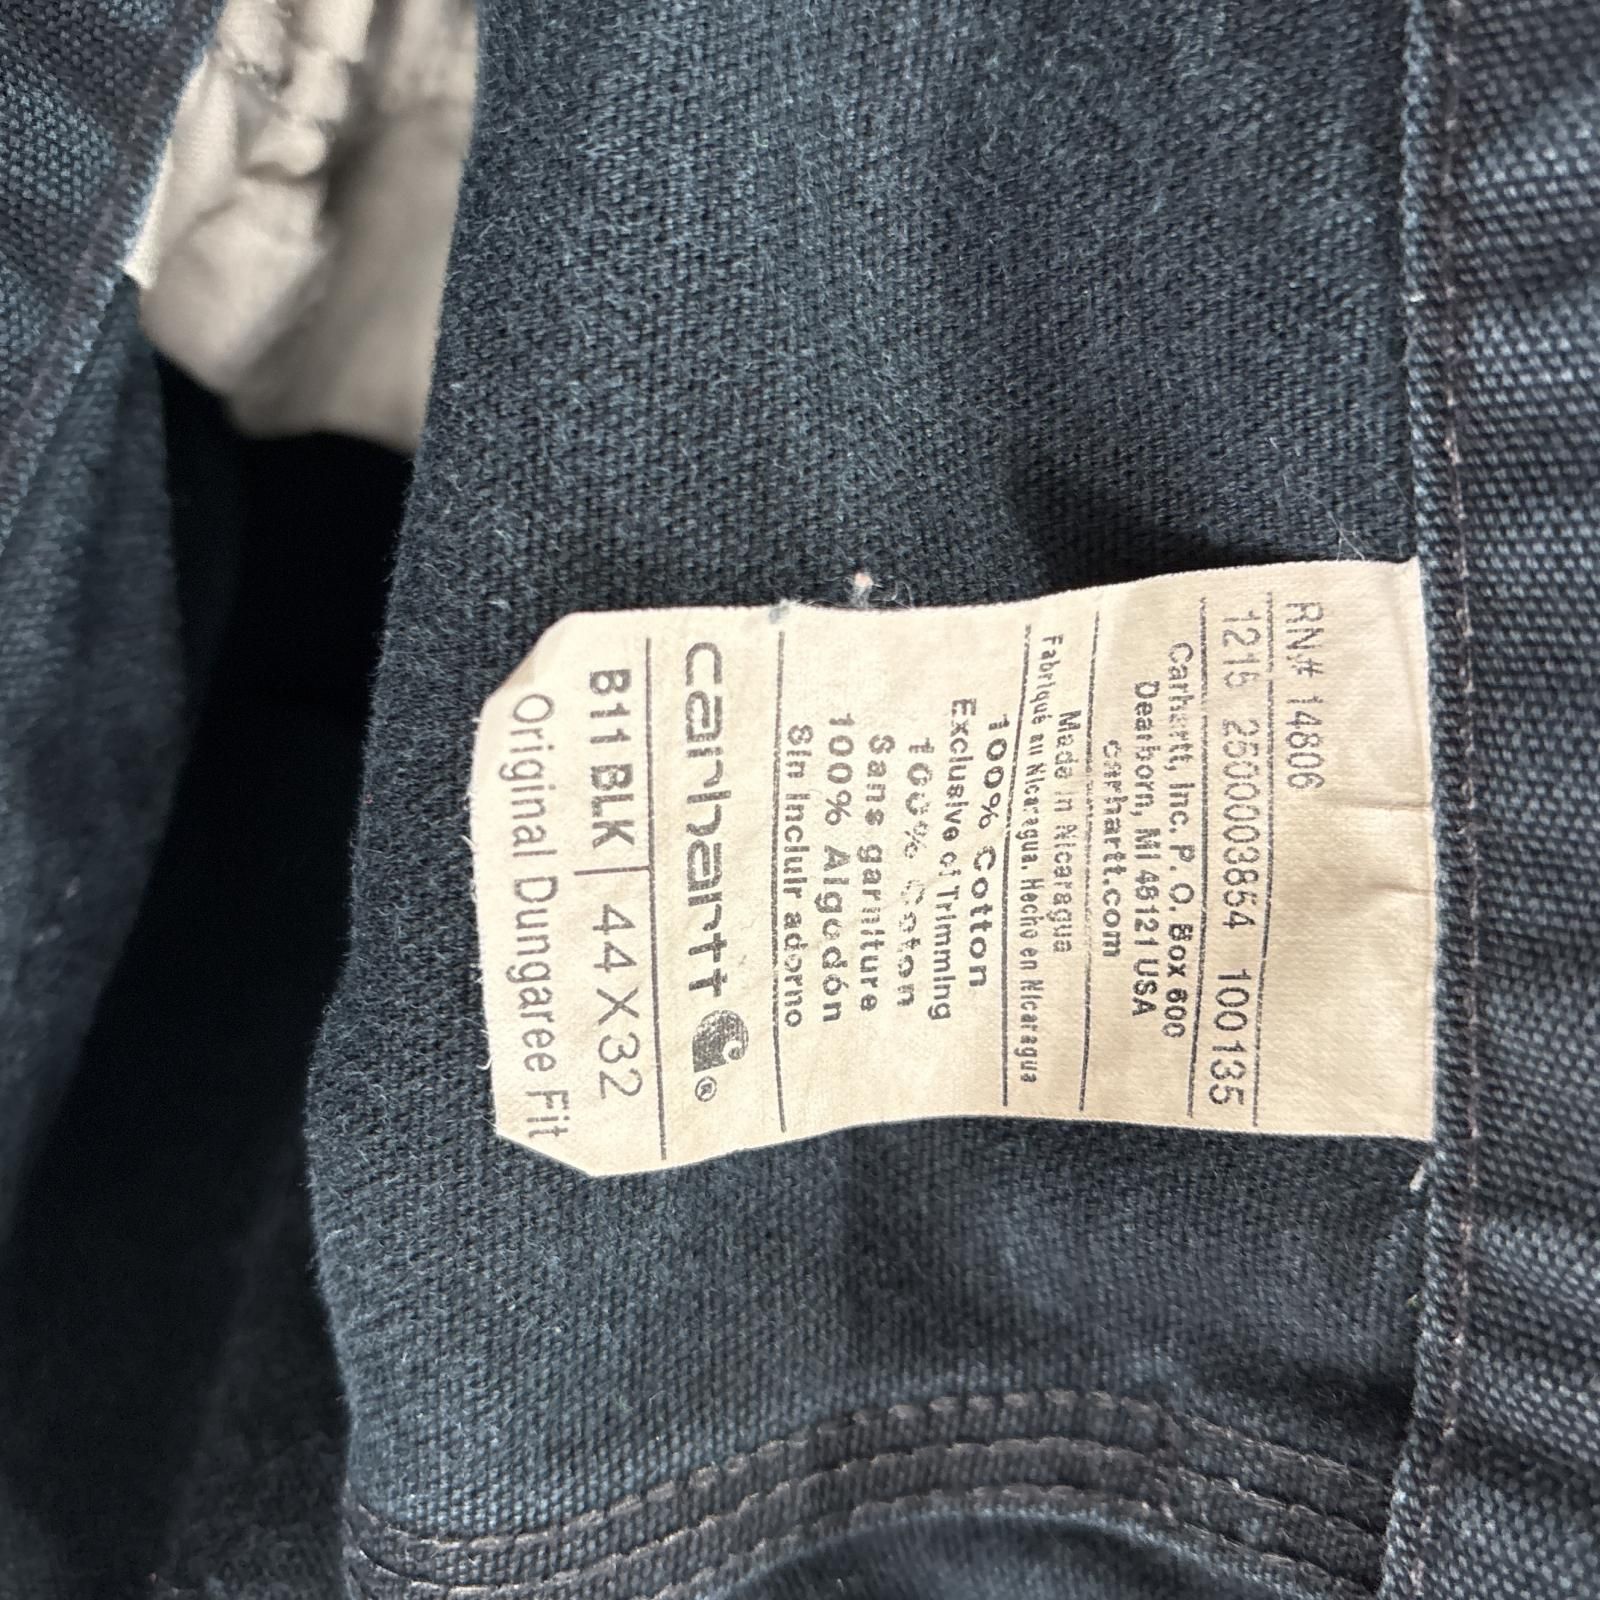 Original Dungaree Fit
B11 BLK | 44 X 32
carhartt ®
Sin incluir adorno
100% Algodón
Sans garniture
100% Coton
Exclusive of Trimming
100% Cotton
Fabriqué au Nicaragua. Hecho en Nicaragua
Made in Nicaragua
carhartt.com
Dearborn, MI 48121 USA
Carhartt, Inc. P. O. Box 600
1215 2500003854 100135
RN# 14806